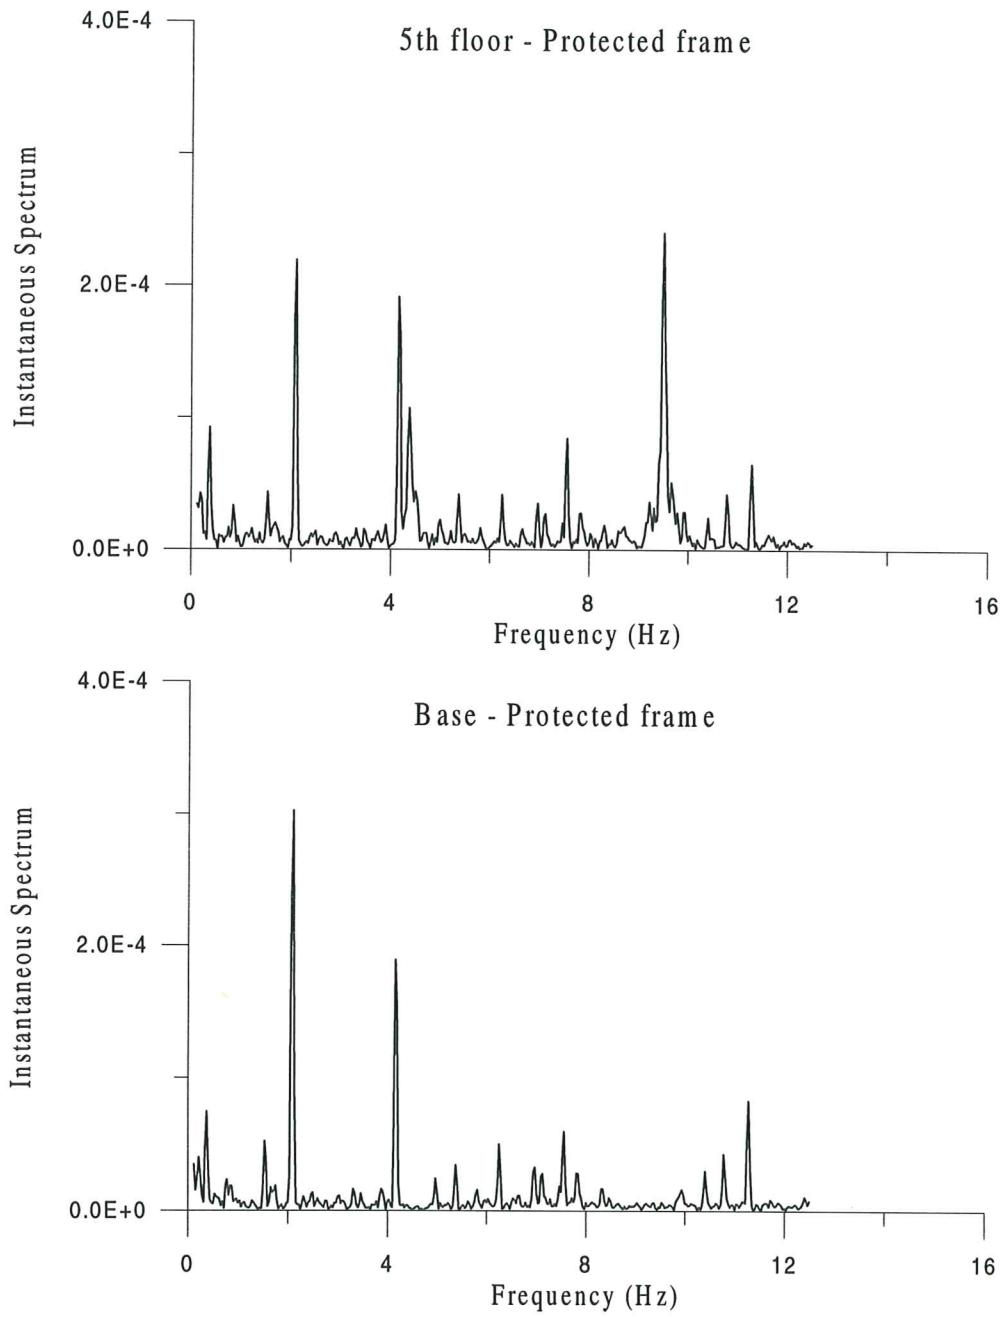 4.0E-4
5th floor - Protected frame
Instantaneous Spectrum
2.0E-4
0.0E+0
0 4 8 12 16
Frequency (Hz)
4.0E-4
Base - Protected frame
Instantaneous Spectrum
2.0E-4
0.0E+0
0 4 8 12 16
Frequency (Hz)